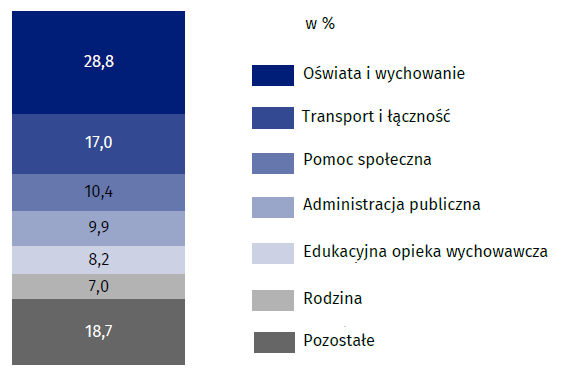 w %
28,8
17,0
10,4
9,9
8,2
7,0
18,7
Oświata i wychowanie
Transport i łączność
Pomoc społeczna
Administracja publiczna
Edukacyjna opieka wychowawcza
Rodzina
Pozostałe